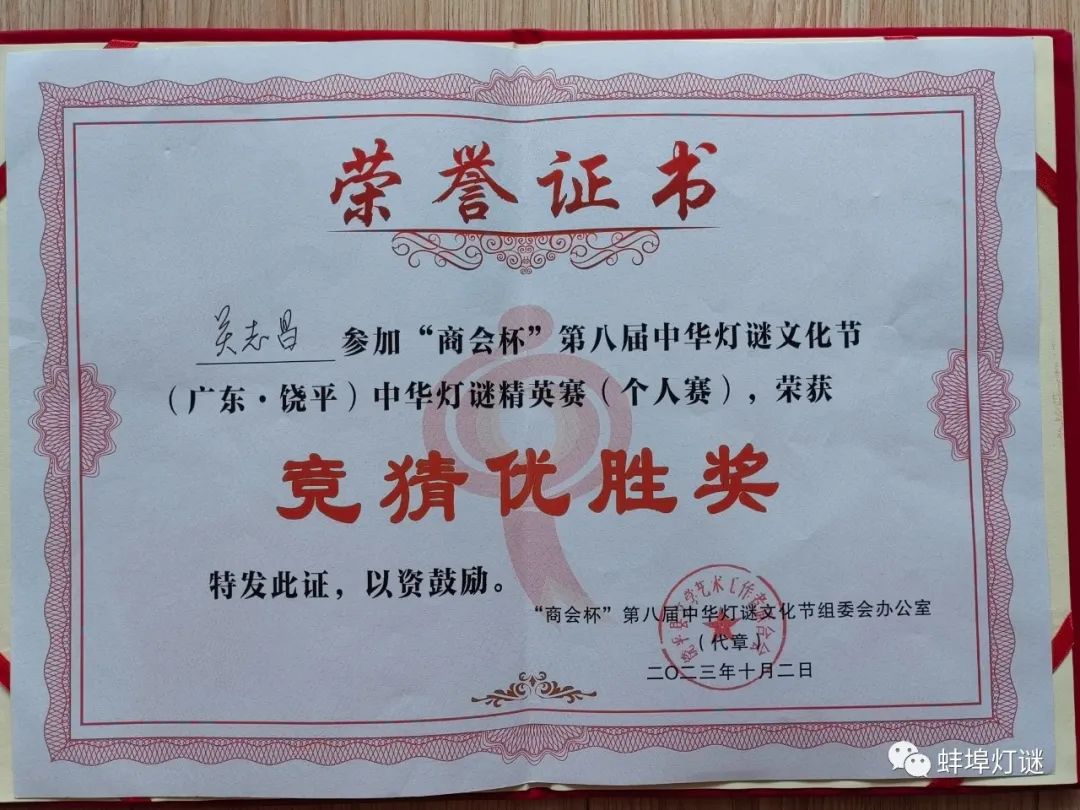 荣誉证书
吴志昌 参加“商会杯”第八届中华灯谜文化节
（广东·饶平）中华灯谜精英赛（个人赛），荣获
竞猜优胜奖
特发此证，以资鼓励。
“商会杯”第八届中华灯谜文化节组委会办公室
（代章）
二〇二三年十月二日
蚌埠灯谜